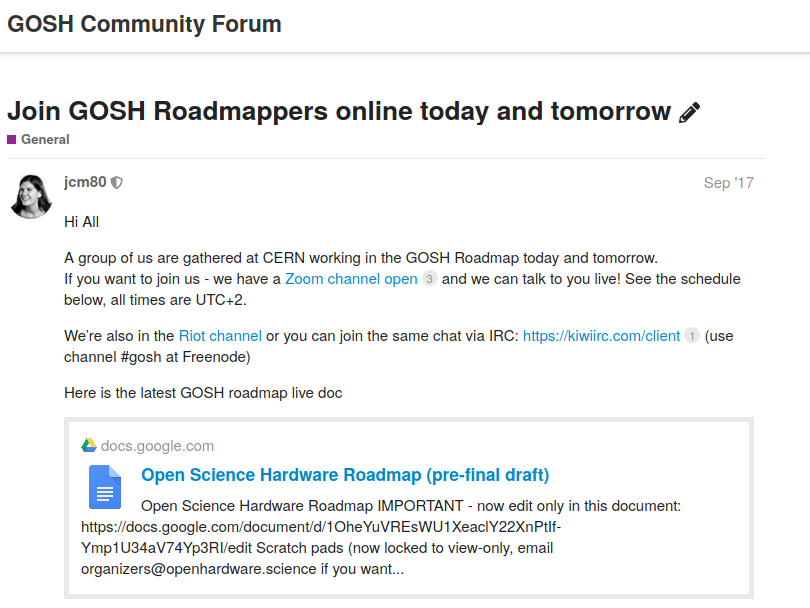 GOSH Community Forum
Join GOSH Roadmappers online today and tomorrow
General
jcm80
Sep '17
Hi All
A group of us are gathered at CERN working in the GOSH Roadmap today and tomorrow.
If you want to join us - we have a Zoom channel open 3 and we can talk to you live! See the schedule
below, all times are UTC+2.
We're also in the Riot channel or you can join the same chat via IRC: https://kiwiirc.com/client 1 (use
channel #gosh at Freenode)
Here is the latest GOSH roadmap live doc
docs.google.com
Open Science Hardware Roadmap (pre-final draft)
Open Science Hardware Roadmap IMPORTANT - now edit only in this document:
https://docs.google.com/document/d/1OheYuVREsWU1XeaclY22XnPtIf-
Ymp1U34aV74Yp3RI/edit Scratch pads (now locked to view-only, email
organizers@openhardware.science if you want...